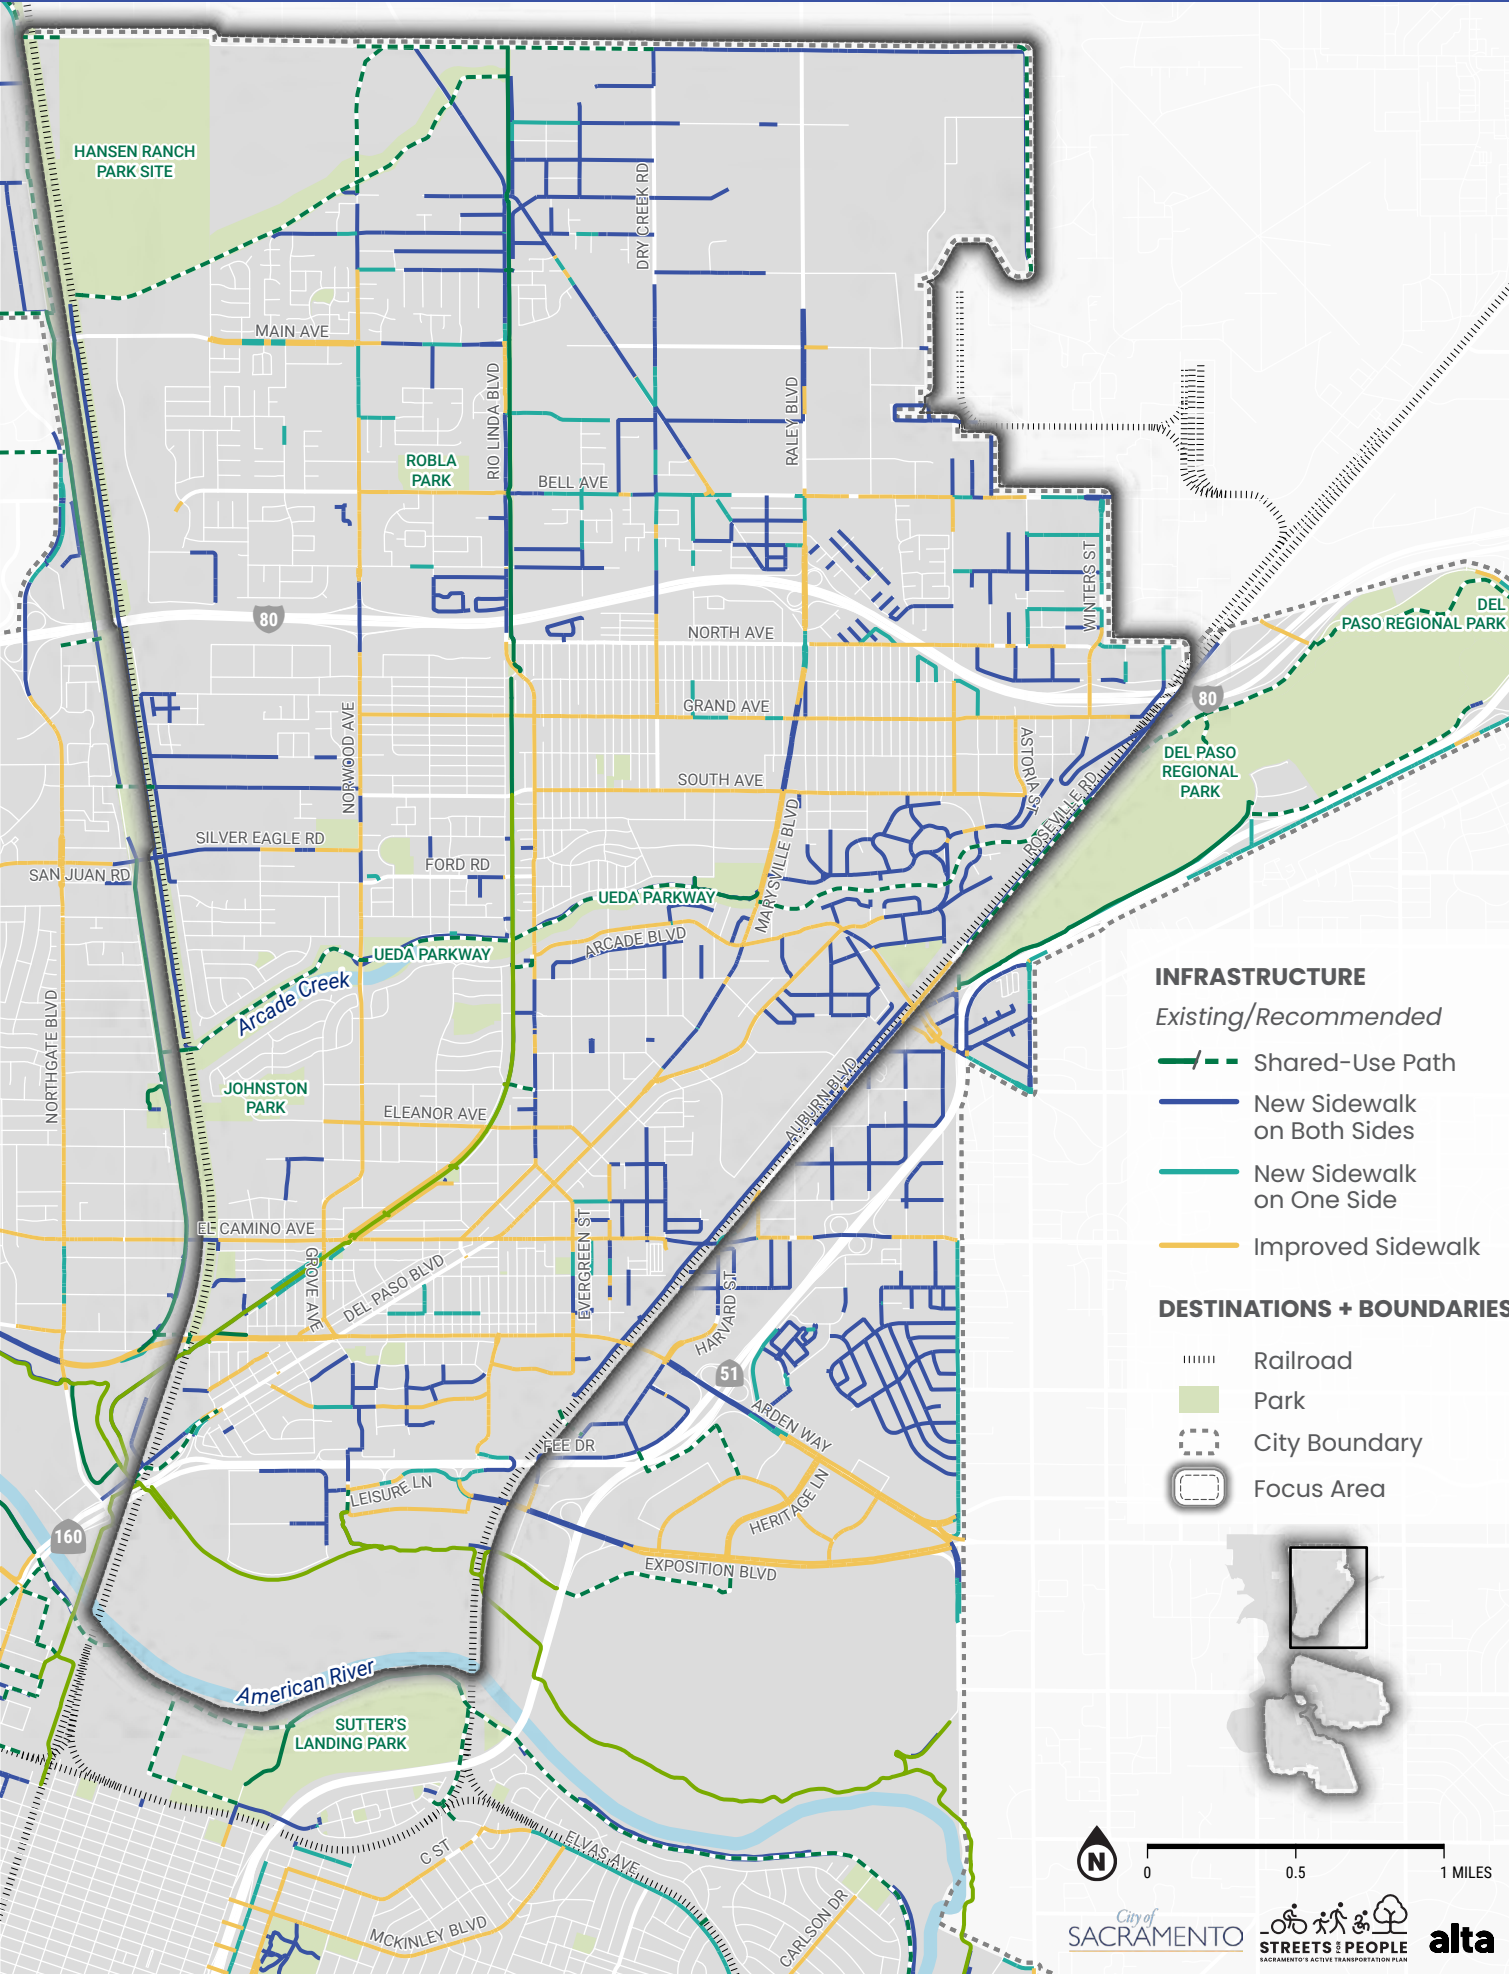 HANSEN RANCH
PARK SITE
DRY CREEK RD
MAIN AVE
RIO LINDA BLVD
RALEY BLVD
ROBLA
PARK
BELL AVE
WINTERS ST
80
NORTH AVE
DEL
PASO REGIONAL PARK
80
GRAND AVE
NORWOOD AVE
ASTORIA ST
DEL PASO
REGIONAL
PARK
SOUTH AVE
SILVER EAGLE RD
MARYSVILLE BLVD
ROSEVILLE RD
FORD RD
SAN JUAN RD
UEDA PARKWAY
ARCADE BLVD
UEDA PARKWAY
Arcade Creek
NORTHGATE BLVD
JOHNSTON
PARK
ELEANOR AVE
AUBURN BLVD
EL CAMINO AVE
GROVE AVE
DEL PASO BLVD
EVERGREEN ST
HARVARD ST
51
ARDEN WAY
FEE DR
LEISURE LN
HERITAGE LN
160
EXPOSITION BLVD
American River
SUTTER'S
LANDING PARK
C ST
ELVAS AVE
MCKINLEY BLVD
CARLSON DR
INFRASTRUCTURE
Existing/Recommended
Shared-Use Path
New Sidewalk
on Both Sides
New Sidewalk
on One Side
Improved Sidewalk
DESTINATIONS + BOUNDARIES
Railroad
Park
City Boundary
Focus Area
N
0 0.5 1 MILES
City of
SACRAMENTO
STREETS FOR PEOPLE
SACRAMENTO'S ACTIVE TRANSPORTATION PLAN
alta